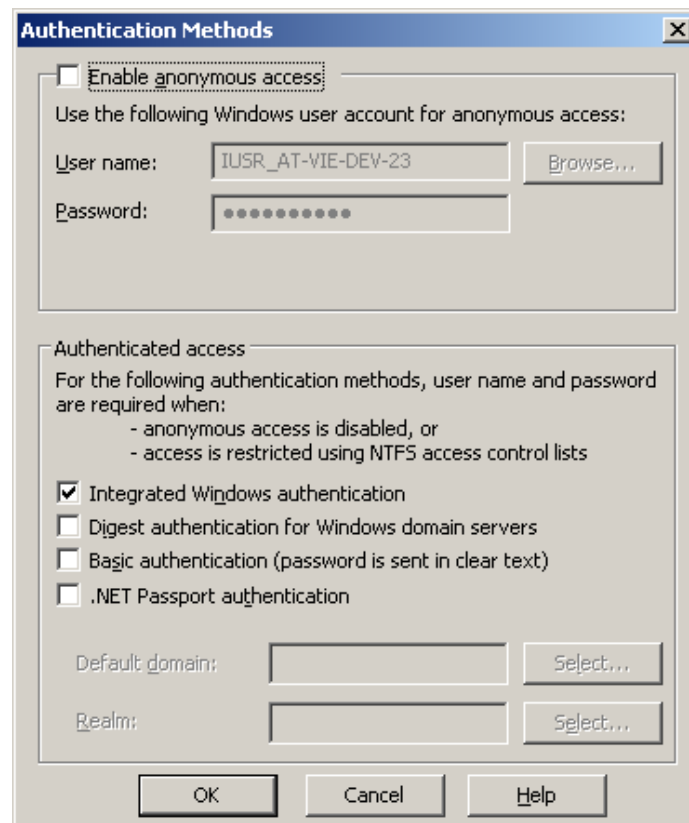 Authentication Methods
Enable anonymous access
Use the following Windows user account for anonymous access:
User name: IUSR_AT-VIE-DEV-23 Browse...
Password: ●●●●●●●●●●
Authenticated access
For the following authentication methods, user name and password
are required when:
- anonymous access is disabled, or
- access is restricted using NTFS access control lists
Integrated Windows authentication
Digest authentication for Windows domain servers
Basic authentication (password is sent in clear text)
.NET Passport authentication
Default domain: Select...
Realm: Select...
OK Cancel Help